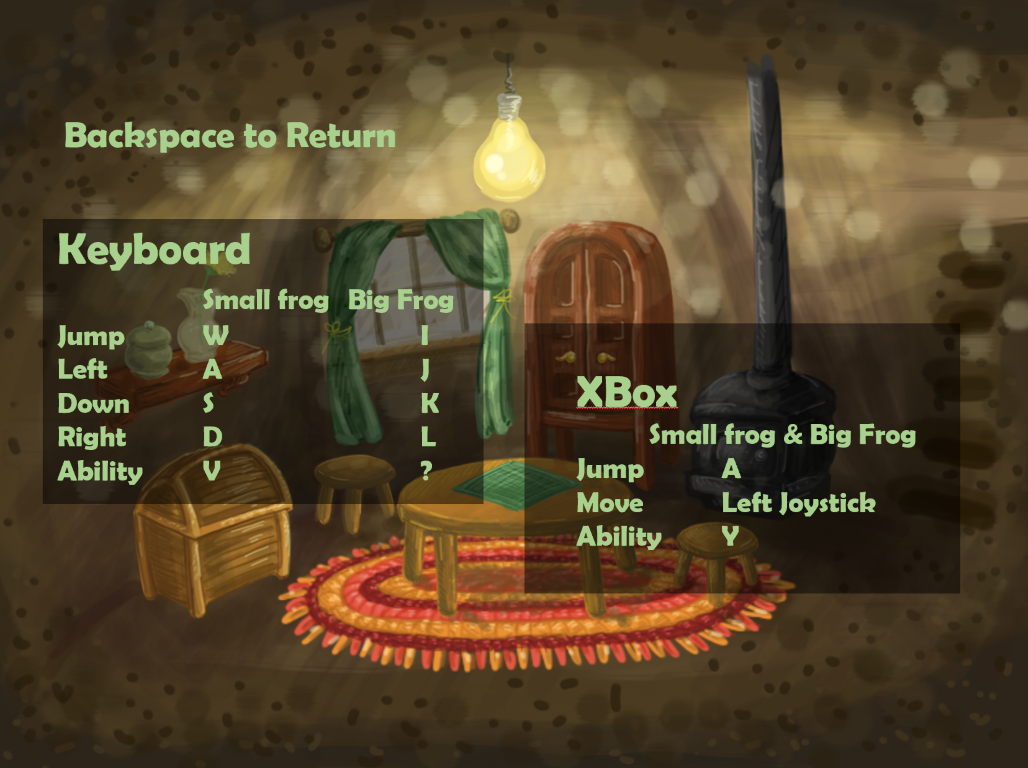 Backspace to Return
Keyboard
Small frog Big Frog
Jump W I
Left A J
Down S K
Right D L
Ability V ?
XBox
Small frog & Big Frog
Jump A
Move Left Joystick
Ability Y